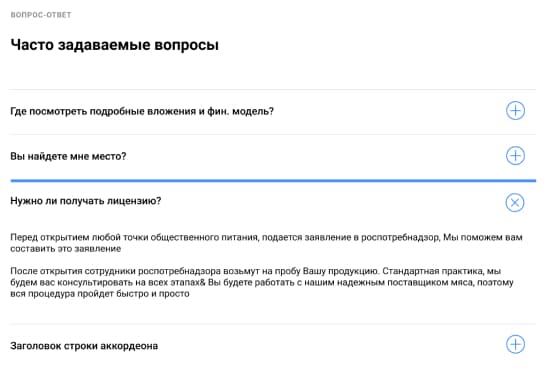 ВОПРОС-ОТВЕТ
Часто задаваемые вопросы
Где посмотреть подробные вложения и фин. модель?
Вы найдете мне место?
Нужно ли получать лицензию?
Перед открытием любой точки общественного питания, подается заявление в роспотребнадзор, Мы поможем вам
составить это заявление
После открытия сотрудники роспотребнадзора возьмут на пробу Вашу продукцию. Стандартная практика, мы
будем вас консультировать на всех этапах& Вы будете работать с нашим надежным поставщиком мяса, поэтому
вся процедура пройдет быстро и просто
Заголовок строки аккордеона